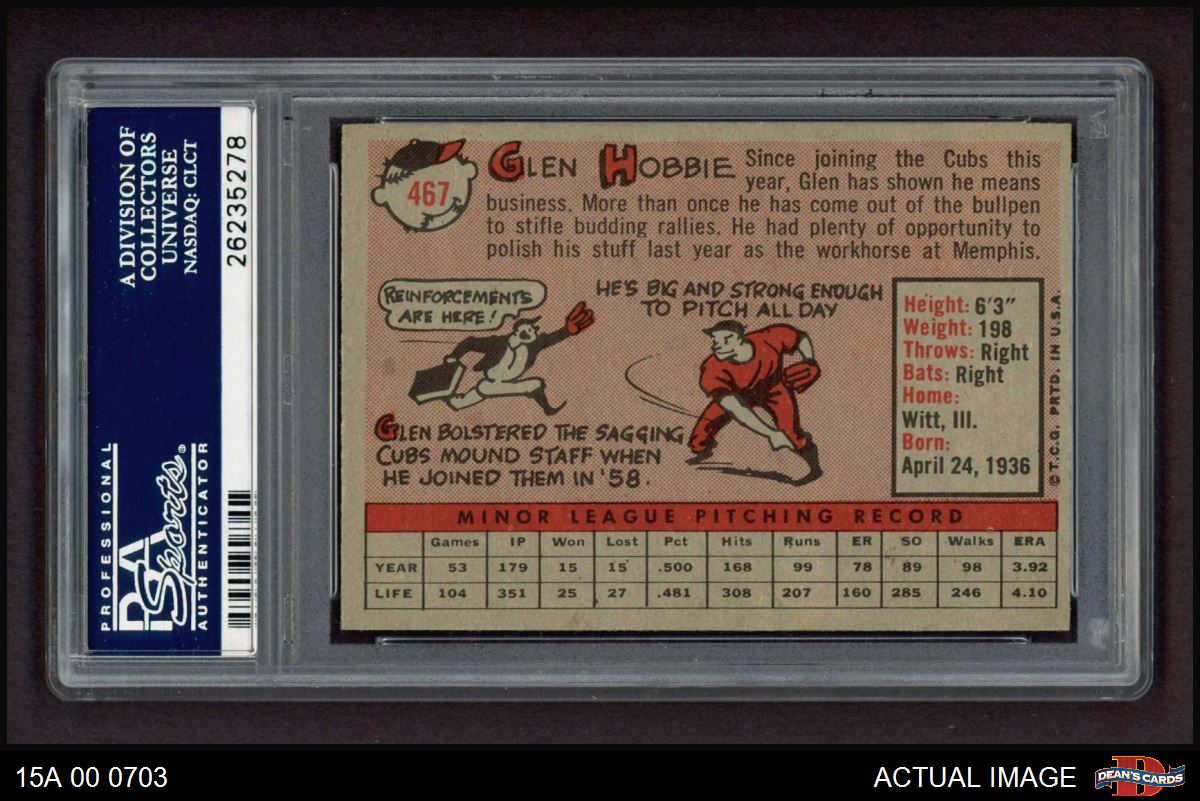 A DIVISION OF
COLLECTORS
UNIVERSE
NASDAQ: CLCT
26235278
PROFESSIONAL
PSA
Sports®
AUTHENTICATOR
467
GLEN HOBBIE
Since joining the Cubs this
year, Glen has shown he means
business. More than once he has come out of the bullpen
to stifle budding rallies. He had plenty of opportunity to
polish his stuff last year as the workhorse at Memphis.
REINFORCEMENTS
ARE HERE!
GLEN BOLSTERED THE SAGGING
CUBS MOUND STAFF WHEN
HE JOINED THEM IN '58.
HE'S BIG AND STRONG ENOUGH
TO PITCH ALL DAY
Height: 6'3"
Weight: 198
Throws: Right
Bats: Right
Home:
Witt, Ill.
Born:
April 24, 1936
©T.C.G. PRTD. IN U.S.A.
MINOR LEAGUE PITCHING RECORD
Games IP Won Lost Pct Hits Runs ER SO Walks ERA
YEAR 53 179 15 15 .500 168 99 78 89 98 3.92
LIFE 104 351 25 27 .481 308 207 160 285 246 4.10
15A 00 0703
ACTUAL IMAGE
D
DEAN'S CARDS